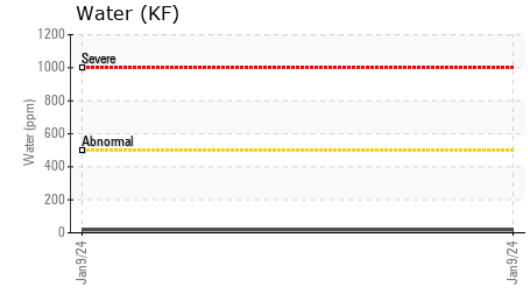 Water (KF)
1200
Severe
1000
800
Water (ppm)
600
Abnormal
400
200
0
Jan9/24
Jan9/24